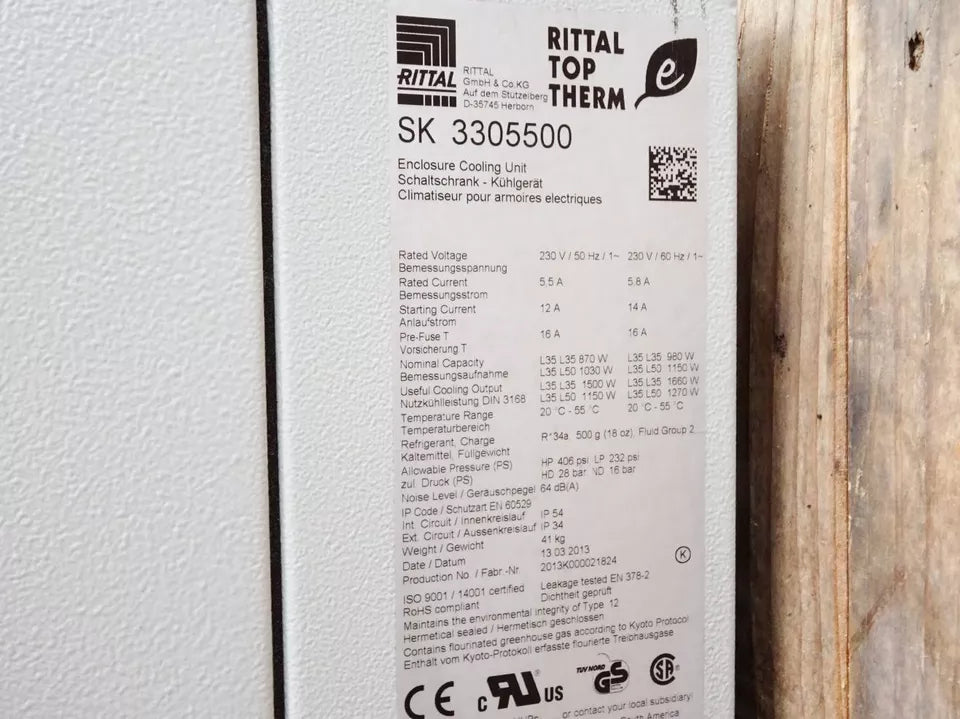 RITTAL
RITTAL
GmbH & Co.KG
Auf dem Stützelberg
D-35745 Herborn
RITTAL
TOP
THERM
e
SK 3305500
Enclosure Cooling Unit
Schaltschrank - Kühlgerät
Climatiseur pour armoires electriques
Rated Voltage 230 V / 50 Hz / 1~ 230 V / 60 Hz / 1~
Bemessungsspannung
Rated Current 5,5 A 5,8 A
Bemessungsstrom
Starting Current 12 A 14 A
Anlaufstrom
Pre-Fuse T 16 A 16 A
Vorsicherung T
Nominal Capacity L35 L35 870 W L35 L35 980 W
Bemessungsaufnahme L35 L50 1030 W L35 L50 1150 W
Useful Cooling Output L35 L35 1500 W L35 L35 1660 W
Nutzkühlleistung DIN 3168 L35 L50 1150 W L35 L50 1270 W
Temperature Range 20 °C - 55 °C 20 °C - 55 °C
Temperaturbereich
Refrigerant, Charge R134a, 500 g (18 oz), Fluid Group 2
Kältemittel, Füllgewicht
Allowable Pressure (PS) HP 406 psi LP 232 psi
zul. Druck (PS) HD 28 bar ND 16 bar
Noise Level / Geräuschpegel 64 dB(A)
IP Code / Schutzart EN 60529
Int. Circuit / Innenkreislauf IP 54
Ext. Circuit / Aussenkreislauf IP 34
Weight / Gewicht 41 kg
Date / Datum 13.03.2013
Production No. / Fabr.-Nr. 2013K000021824
K
ISO 9001 / 14001 certified Leakage tested EN 378-2
RoHS compliant Dichtheit geprüft
Maintains the environmental integrity of Type 12
Hermetical sealed / Hermetisch geschlossen
Contains flourinated greenhouse gas according to Kyoto Protocol
Enthält vom Kyoto-Protokoll erfasste flourierte Treibhausgase
CE c RU US TUV NORD GS SA
or contact your local subsidiary!
South America